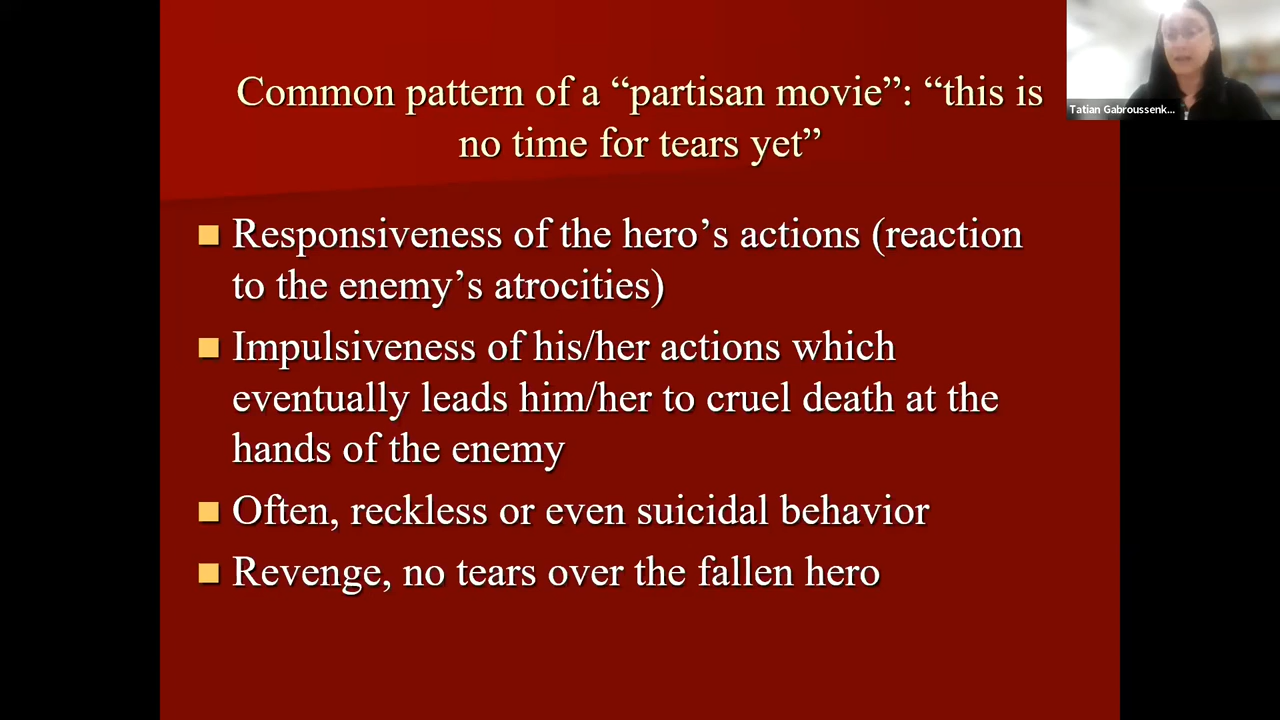 Common pattern of a “partisan movie”: “this is
no time for tears yet”
Responsiveness of the hero’s actions (reaction
to the enemy’s atrocities)
Impulsiveness of his/her actions which
eventually leads him/her to cruel death at the
hands of the enemy
Often, reckless or even suicidal behavior
Revenge, no tears over the fallen hero
Tatian Gabroussenk...